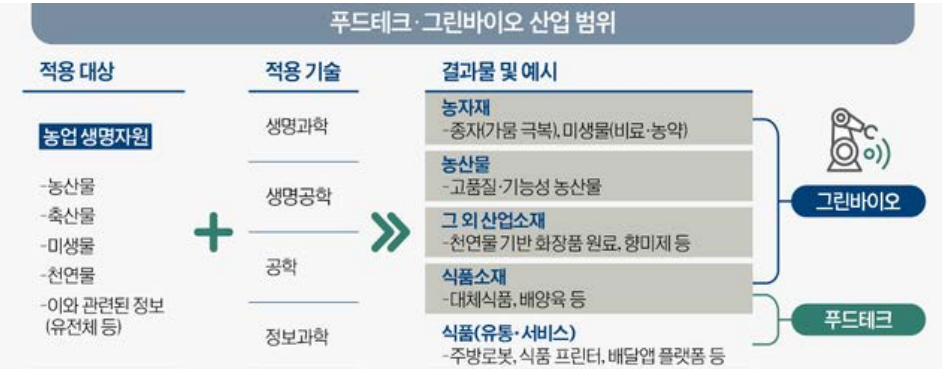 푸드테크·그린바이오 산업 범위
적용 대상
농업 생명자원
-농산물
-축산물
-미생물
-천연물
-이와 관련된 정보
(유전체 등)
적용 기술
생명과학
생명공학
공학
정보과학
결과물 및 예시
농자재
-종자(가뭄 극복), 미생물(비료·농약)
농산물
-고품질·기능성 농산물
그 외 산업소재
-천연물 기반 화장품 원료, 향미제 등
식품소재
-대체식품, 배양육 등
식품(유통·서비스)
-주방로봇, 식품 프린터, 배달앱 플랫폼 등
그린바이오
푸드테크